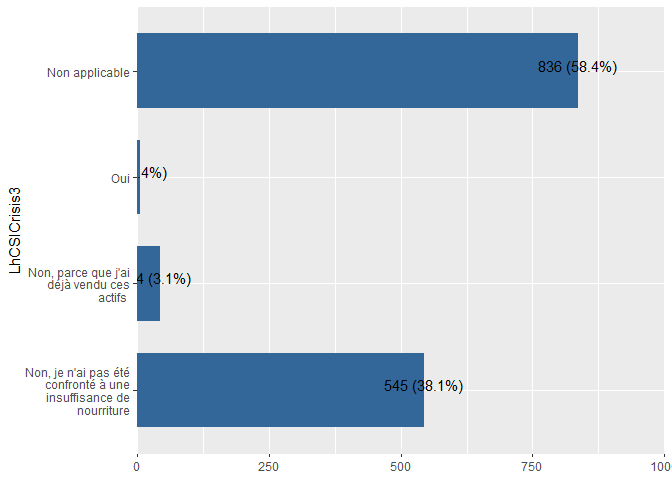 LhCSICrisis3
Non applicable
836 (58.4%)
Oui
4%)
Non, parce que j'ai
déjà vendu ces
actifs
4 (3.1%)
Non, je n'ai pas été
confronté à une
insuffisance de
nourriture
545 (38.1%)
0
250
500
750
100